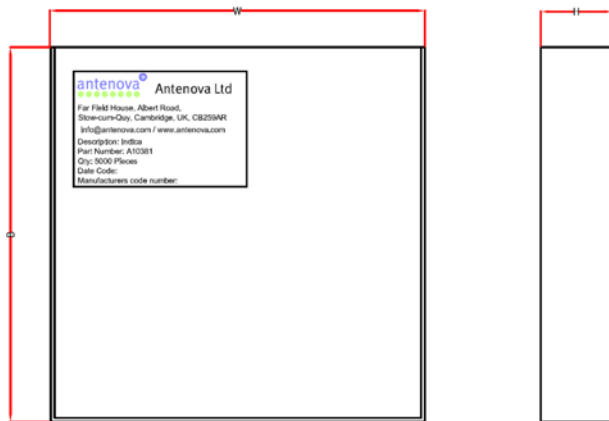 W
H
D
antenova
Antenova Ltd
Far Field House, Albert Road,
Stow-cum-Quy, Cambridge, UK, CB259AR
info@antenova.com / www.antenova.com
Description: Indica
Part Number: A10381
Qty: 5000 Pieces
Date Code:
Manufacturers code number: